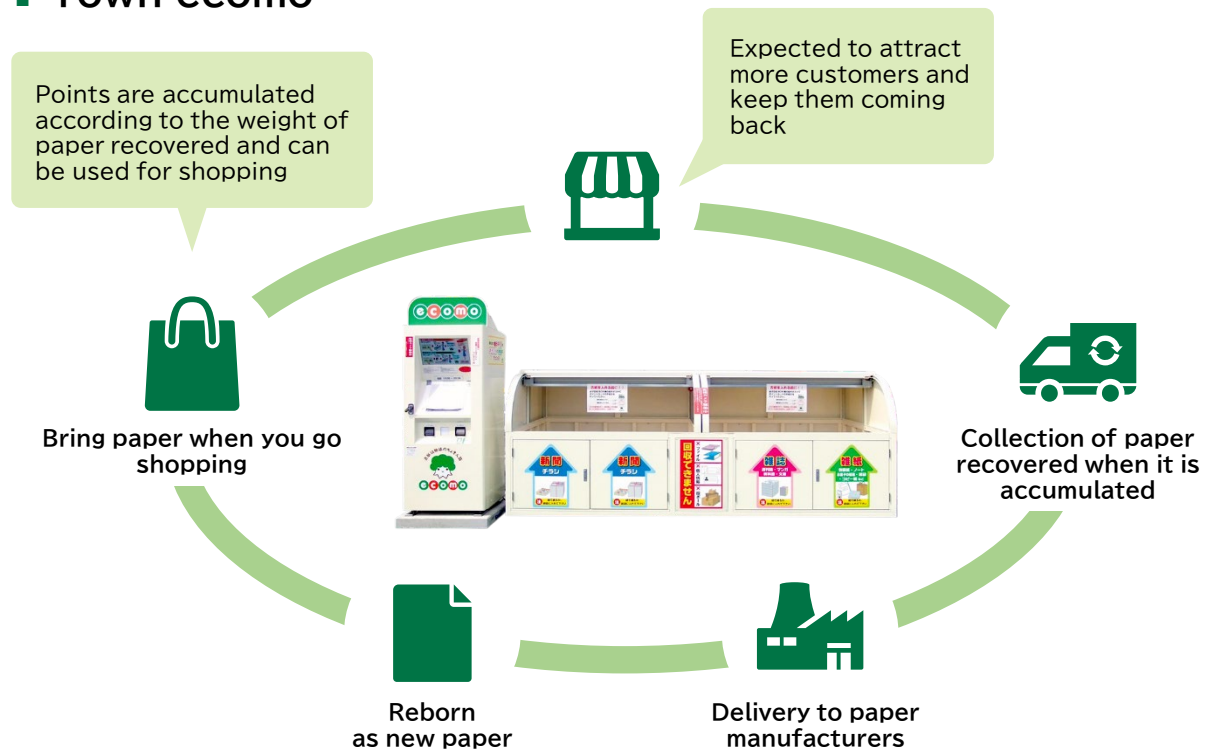 Town ecomo
Points are accumulated
according to the weight of
paper recovered and can
be used for shopping
Expected to attract
more customers and
keep them coming
back
Bring paper when you go
shopping
ecomo
ecomo
新聞
チラシ
新聞
チラシ
回収できません
雑誌
雑紙
Collection of paper
recovered when it is
accumulated
Reborn
as new paper
Delivery to paper
manufacturers